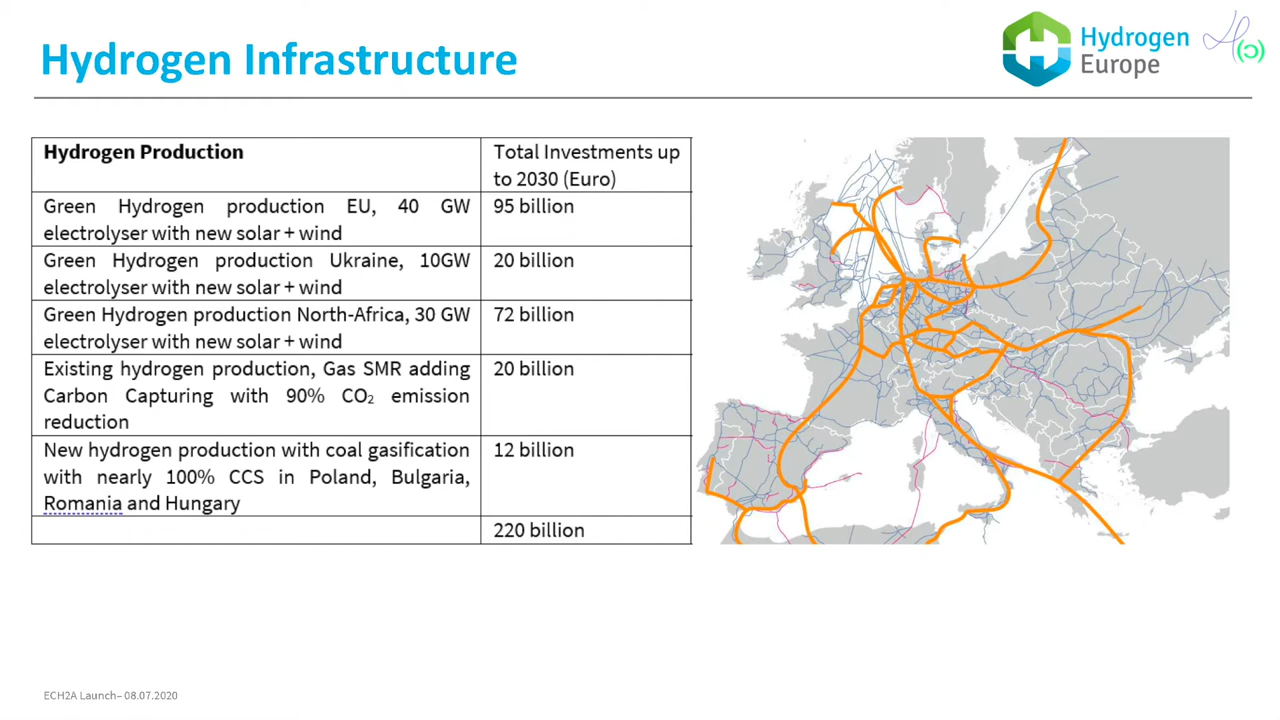 Hydrogen Infrastructure
Hydrogen
Europe
Hydrogen Production
Total Investments up
to 2030 (Euro)
Green Hydrogen production EU, 40 GW
electrolyser with new solar + wind
95 billion
Green Hydrogen production Ukraine, 10GW
electrolyser with new solar + wind
20 billion
Green Hydrogen production North-Africa, 30 GW
electrolyser with new solar + wind
72 billion
Existing hydrogen production, Gas SMR adding
Carbon Capturing with 90% CO₂ emission
reduction
20 billion
New hydrogen production with coal gasification
with nearly 100% CCS in Poland, Bulgaria,
Romania and Hungary
12 billion
220 billion
ECH2A Launch– 08.07.2020